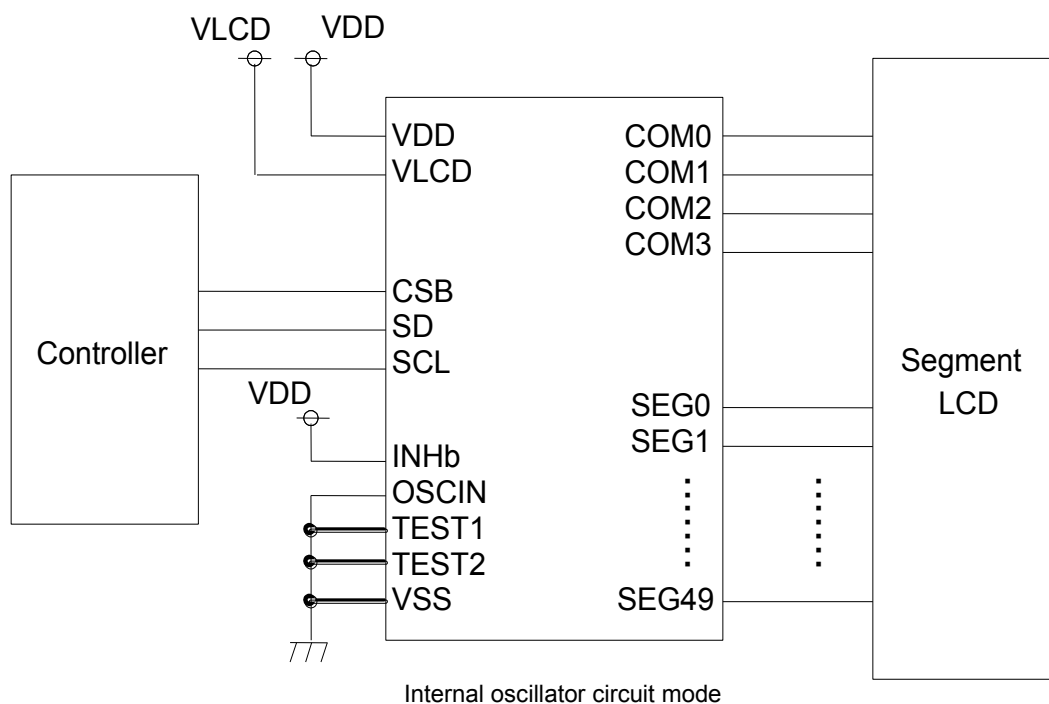 VLCD
VDD
VDD
VLCD
CSB
SD
SCL
VDD
INHb
OSCIN
TEST1
TEST2
VSS
COM0
COM1
COM2
COM3
SEG0
SEG1
SEG49
Controller
Segment
LCD
Internal oscillator circuit mode